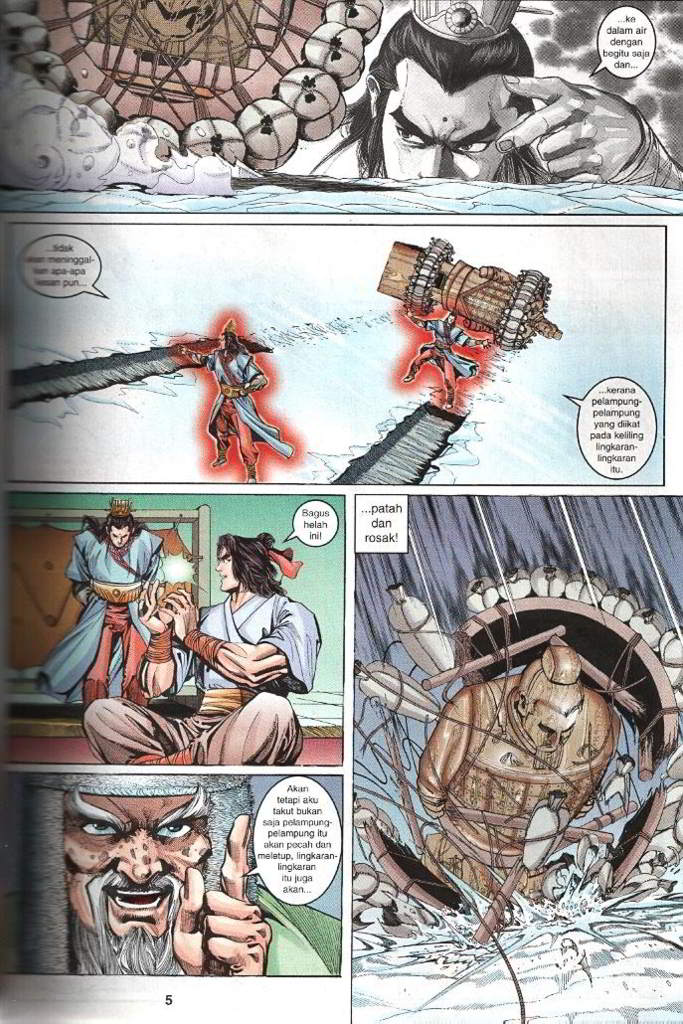 ...ke
dalam air
dengan
begitu saja
dan...
...tidak
akan meninggal-
kan apa-apa
kesan pun...
...kerana
pelampung-
pelampung
yang diikat
pada keliling
lingkaran-
lingkaran
itu.
Bagus
helah
ini!
...patah
dan
rosak!
Akan
tetapi aku
takut bukan
saja pelampung-
pelampung itu
akan pecah dan
meletup, lingkaran-
lingkaran
itu juga
akan...
5